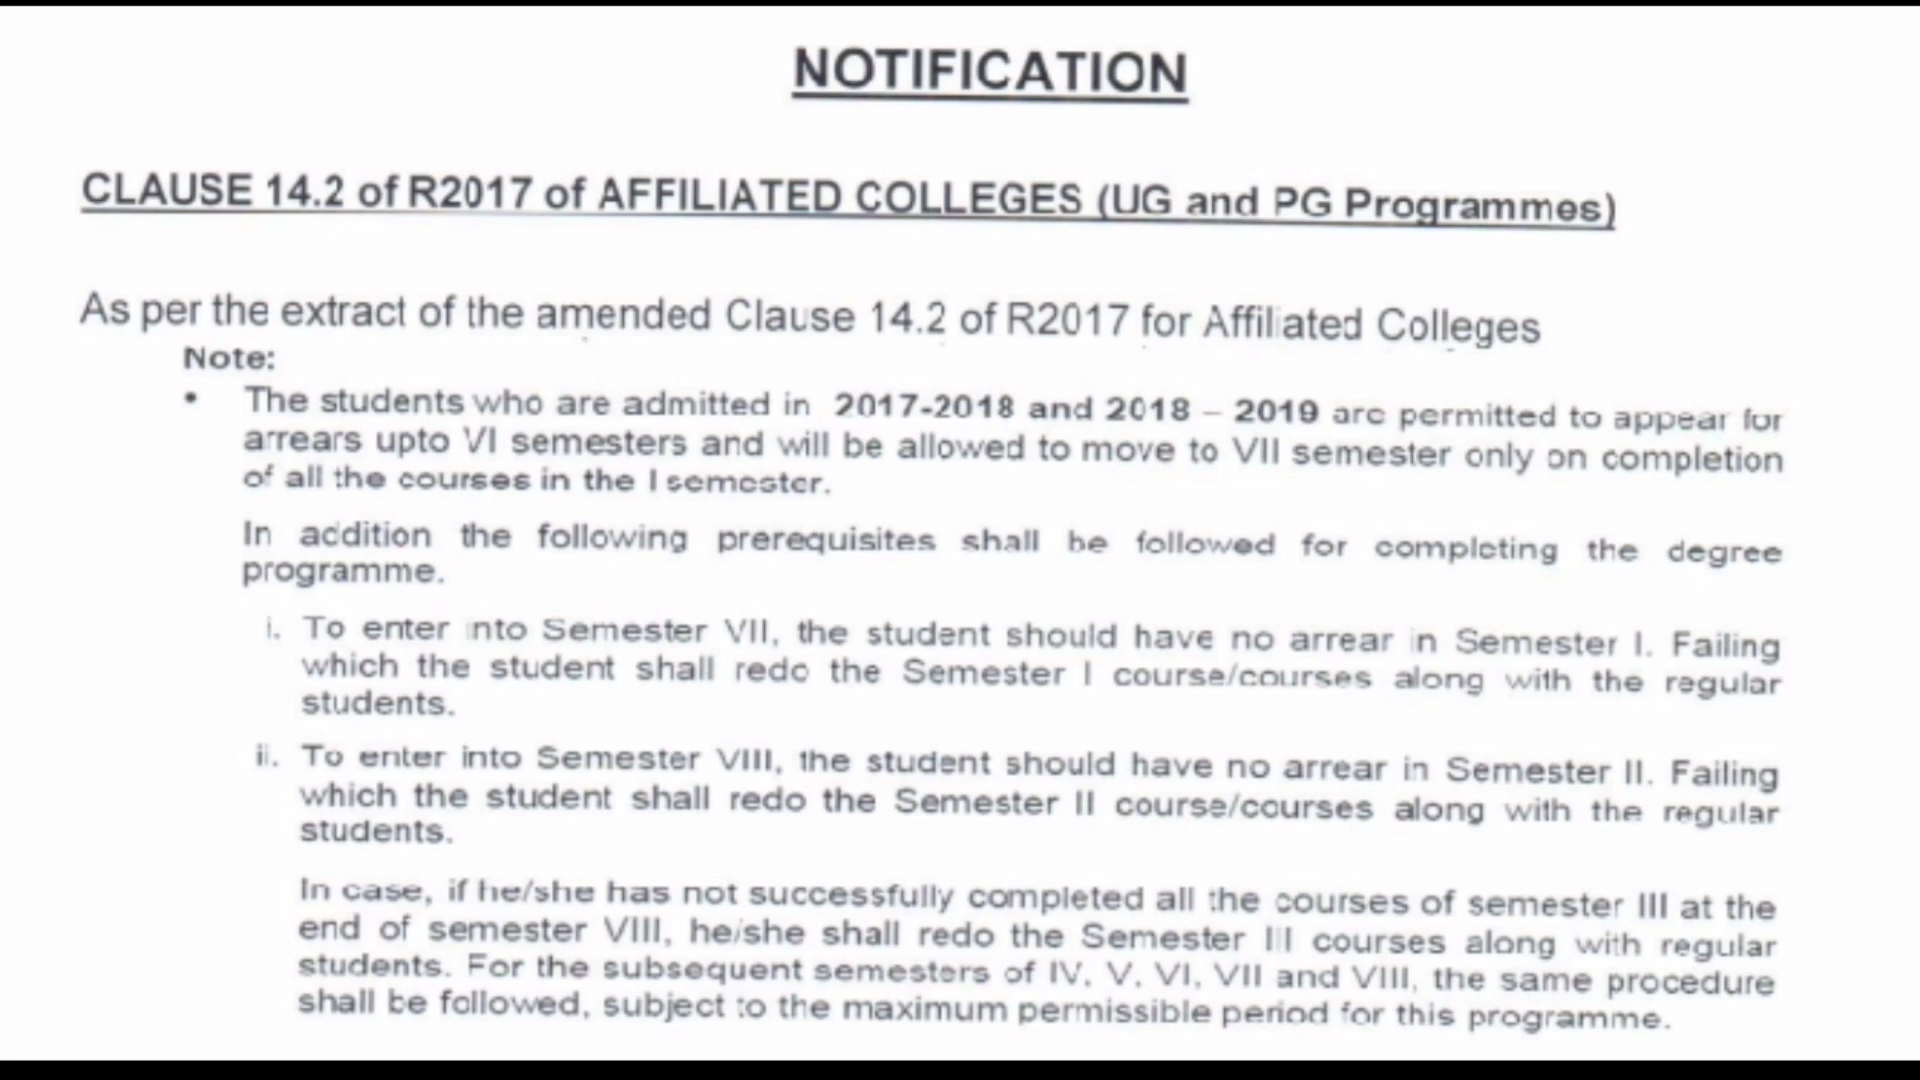 NOTIFICATION
CLAUSE 14.2 of R2017 of AFFILIATED COLLEGES (UG and PG Programmes)
As per the extract of the amended Clause 14.2 of R2017 for Affiliated Colleges
Note:
• The students who are admitted in 2017-2018 and 2018 – 2019 are permitted to appear for
arrears upto VI semesters and will be allowed to move to VII semester only on completion
of all the courses in the I semester.
In addition the following prerequisites shall be followed for completing the degree
programme.
i. To enter into Semester VII, the student should have no arrear in Semester I. Failing
which the student shall redo the Semester I course/courses along with the regular
students.
ii. To enter into Semester VIII, the student should have no arrear in Semester II. Failing
which the student shall redo the Semester II course/courses along with the regular
students.
In case, if he/she has not successfully completed all the courses of semester III at the
end of semester VIII, he/she shall redo the Semester III courses along with regular
students. For the subsequent semesters of IV, V, VI, VII and VIII, the same procedure
shall be followed, subject to the maximum permissible period for this programme.